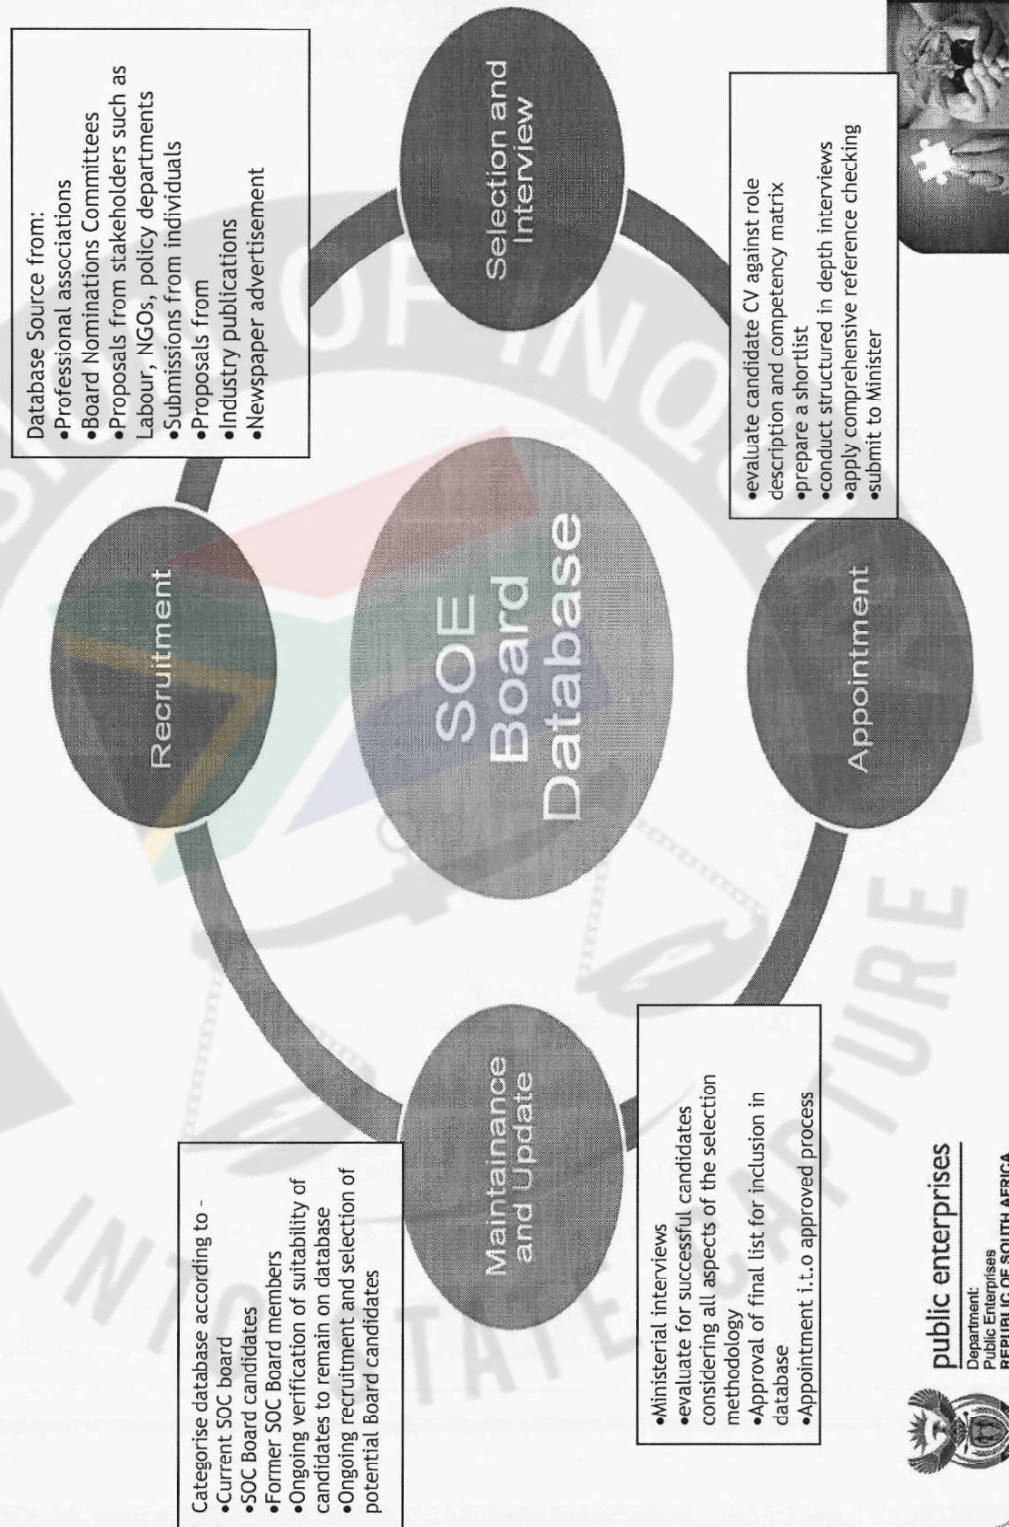 Recruitment
Database Source from:
•Professional associations
•Board Nominations Committees
•Proposals from stakeholders such as
Labour, NGOs, policy departments
•Submissions from individuals
•Proposals from
•Industry publications
•Newspaper advertisement
Selection and
Interview
•evaluate candidate CV against role
description and competency matrix
•prepare a shortlist
•conduct structured in depth interviews
•apply comprehensive reference checking
•submit to Minister
Appointment
•Ministerial interviews
•evaluate for successful candidates
considering all aspects of the selection
methodology
•Approval of final list for inclusion in
database
•Appointment i.t.o approved process
Maintainance
and Update
Categorise database according to -
•Current SOC board
•SOC Board candidates
•Former SOC Board members
•Ongoing verification of suitability of
candidates to remain on database
•Ongoing recruitment and selection of
potential Board candidates
SOE
Board
Database
public enterprises
Department:
Public Enterprises
REPUBLIC OF SOUTH AFRICA
OF INQU
INTO STATE CAPTURE